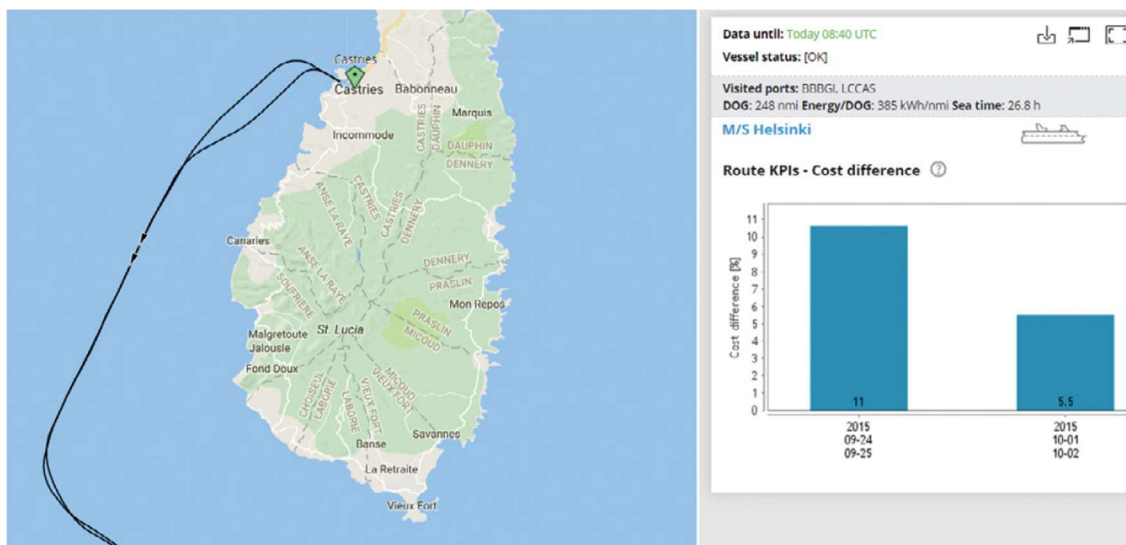 Castries
Castries
Babonneau
Marquis
Incommode
CASTRIES
DAUPHIN
DAUPHIN
DENNERY
ANSE LA RAYE
CASTRIES
CASTRIES
DENNERY
Canaries
ANSE LA RAYE
SOUFRIERE
DENNERY
PRASLIN
Mon Repos
St. Lucia
PRASLIN
MICOUD
Malgretoute
Jalousie
Fond Doux
CHOISEUL
LABORIE
LABORIE
VIEUX FORT
MICOUD
VIEUX FORT
Banse
Savannes
La Retraite
Vieux Fort
Data until: Today 08:40 UTC
Vessel status: [OK]
Visited ports: BBBGI, LCCAS
DOG: 248 nmi Energy/DOG: 385 kWh/nmi Sea time: 26.8 h
M/S Helsinki
Route KPIs - Cost difference ?
Cost difference [%]
11
10
9
8
7
6
5
4
3
2
1
0
11
5.5
2015
09-24
09-25
2015
10-01
10-02